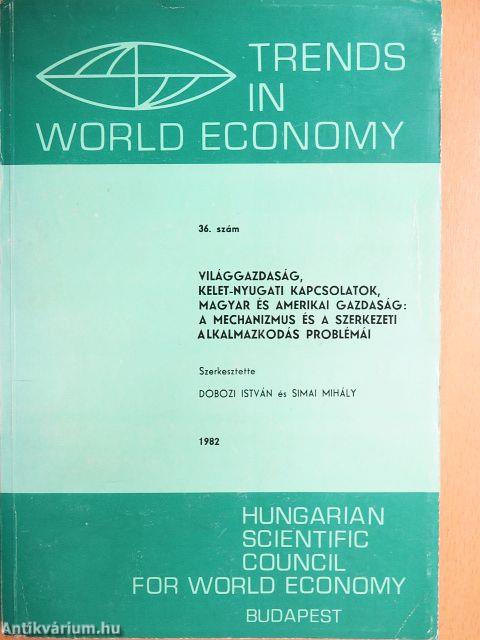 TRENDS
IN
WORLD ECONOMY
36. szám
VILÁGGAZDASÁG,
KELET-NYUGATI KAPCSOLATOK,
MAGYAR ÉS AMERIKAI GAZDASÁG:
A MECHANIZMUS ÉS A SZERKEZETI
ALKALMAZKODÁS PROBLÉMÁI
Szerkesztette
DOBOZI ISTVÁN és SIMAI MIHÁLY
1982
HUNGARIAN
SCIENTIFIC
COUNCIL
FOR WORLD ECONOMY
BUDAPEST
Antikvárium.hu